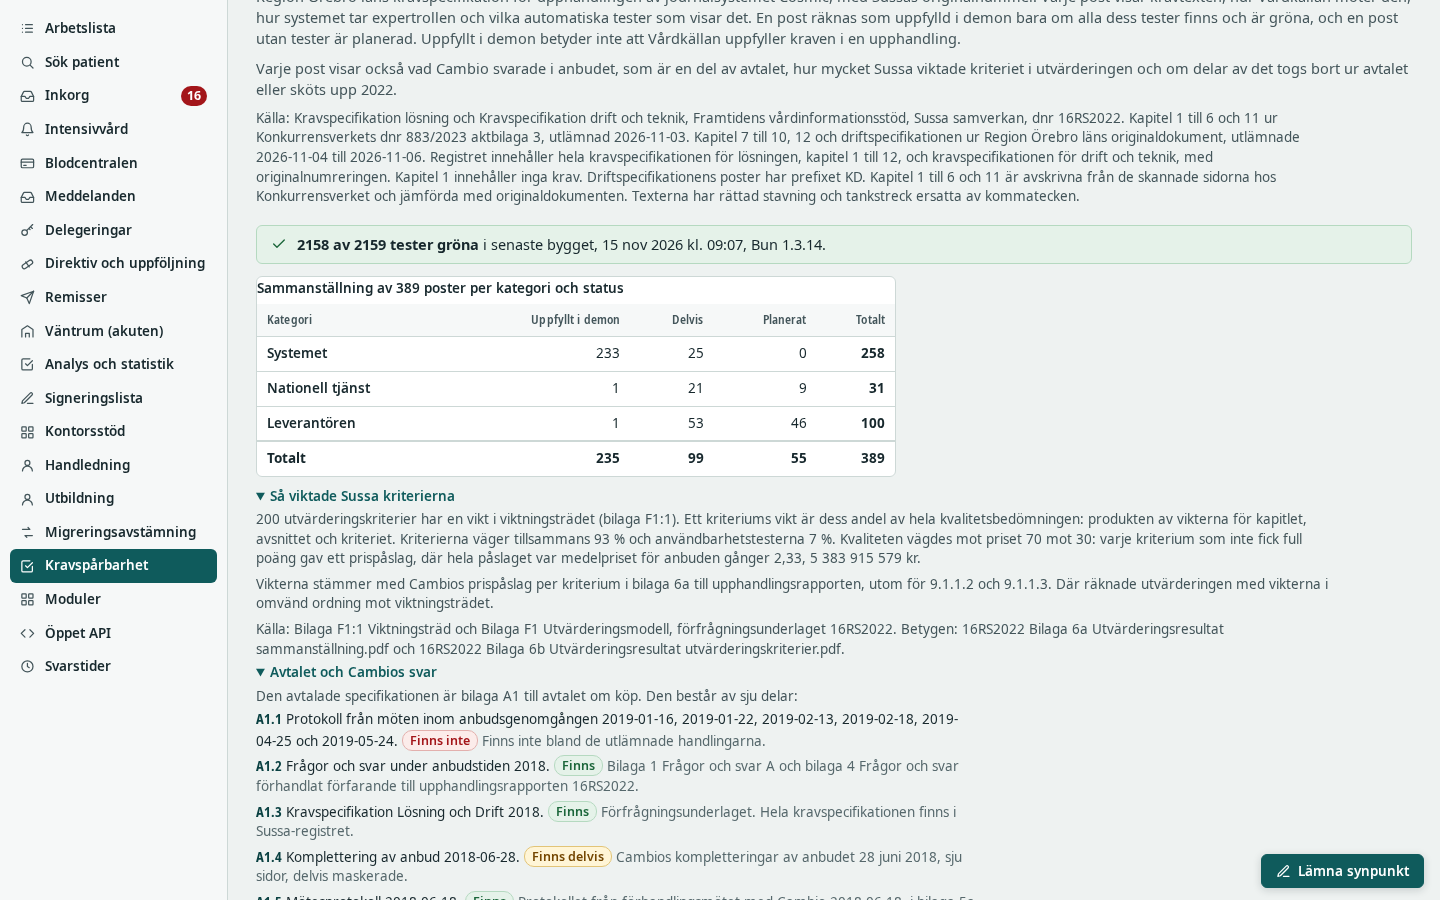 Arbetslista
Sök patient
Inkorg 16
Intensivvård
Blodcentralen
Meddelanden
Delegeringar
Direktiv och uppföljning
Remisser
Väntrum (akuten)
Analys och statistik
Signeringslista
Kontorsstöd
Handledning
Utbildning
Migreringsavstämning
Kravspårbarhet
Moduler
Öppet API
Svarstider
hur systemet tar expertrollen och vilka automatiska tester som visar det. En post räknas som uppfylld i demon bara om alla dess tester finns och är gröna, och en post
utan tester är planerad. Uppfyllt i demon betyder inte att Vårdkällan uppfyller kraven i en upphandling.
Varje post visar också vad Cambio svarade i anbudet, som är en del av avtalet, hur mycket Sussa viktade kriteriet i utvärderingen och om delar av det togs bort ur avtalet
eller sköts upp 2022.
Källa: Kravspecifikation lösning och Kravspecifikation drift och teknik, Framtidens vårdinformationsstöd, Sussa samverkan, dnr 16RS2022. Kapitel 1 till 6 och 11 ur
Konkurrensverkets dnr 883/2023 aktbilaga 3, utlämnad 2026-11-03. Kapitel 7 till 10, 12 och driftspecifikationen ur Region Örebro läns originaldokument, utlämnade
2026-11-04 till 2026-11-06. Registret innehåller hela kravspecifikationen för lösningen, kapitel 1 till 12, och kravspecifikationen för drift och teknik, med
originalnumreringen. Kapitel 1 innehåller inga krav. Driftspecifikationens poster har prefixet KD. Kapitel 1 till 6 och 11 är avskrivna från de skannade sidorna hos
Konkurrensverket och jämförda med originaldokumenten. Texterna har rättad stavning och tankstreck ersatta av kommatecken.
2158 av 2159 tester gröna i senaste bygget, 15 nov 2026 kl. 09:07, Bun 1.3.14.
Sammanställning av 389 poster per kategori och status
Kategori Uppfyllt i demon Delvis Planerat Totalt
Systemet 233 25 0 258
Nationell tjänst 1 21 9 31
Leverantören 1 53 46 100
Totalt 235 99 55 389
Så viktade Sussa kriterierna
200 utvärderingskriterier har en vikt i viktningsträdet (bilaga F1:1). Ett kriteriums vikt är dess andel av hela kvalitetsbedömningen: produkten av vikterna för kapitlet,
avsnittet och kriteriet. Kriterierna väger tillsammans 93 % och användbarhetstesterna 7 %. Kvaliteten vägdes mot priset 70 mot 30: varje kriterium som inte fick full
poäng gav ett prispåslag, där hela påslaget var medelpriset för anbuden gånger 2,33, 5 383 915 579 kr.
Vikterna stämmer med Cambios prispåslag per kriterium i bilaga 6a till upphandlingsrapporten, utom för 9.1.1.2 och 9.1.1.3. Där räknade utvärderingen med vikterna i
omvänd ordning mot viktningsträdet.
Källa: Bilaga F1:1 Viktningsträd och Bilaga F1 Utvärderingsmodell, förfrågningsunderlaget 16RS2022. Betygen: 16RS2022 Bilaga 6a Utvärderingsresultat
sammanställning.pdf och 16RS2022 Bilaga 6b Utvärderingsresultat utvärderingskriterier.pdf.
Avtalet och Cambios svar
Den avtalade specifikationen är bilaga A1 till avtalet om köp. Den består av sju delar:
A1.1 Protokoll från möten inom anbudsgenomgången 2019-01-16, 2019-01-22, 2019-02-13, 2019-02-18, 2019-
04-25 och 2019-05-24. Finns inte Finns inte bland de utlämnade handlingarna.
A1.2 Frågor och svar under anbudstiden 2018. Finns Bilaga 1 Frågor och svar A och bilaga 4 Frågor och svar
förhandlat förfarande till upphandlingsrapporten 16RS2022.
A1.3 Kravspecifikation Lösning och Drift 2018. Finns Förfrågningsunderlaget. Hela kravspecifikationen finns i
Sussa-registret.
A1.4 Komplettering av anbud 2018-06-28. Finns delvis Cambios kompletteringar av anbudet 28 juni 2018, sju
sidor, delvis maskerade.
Lämna synpunkt